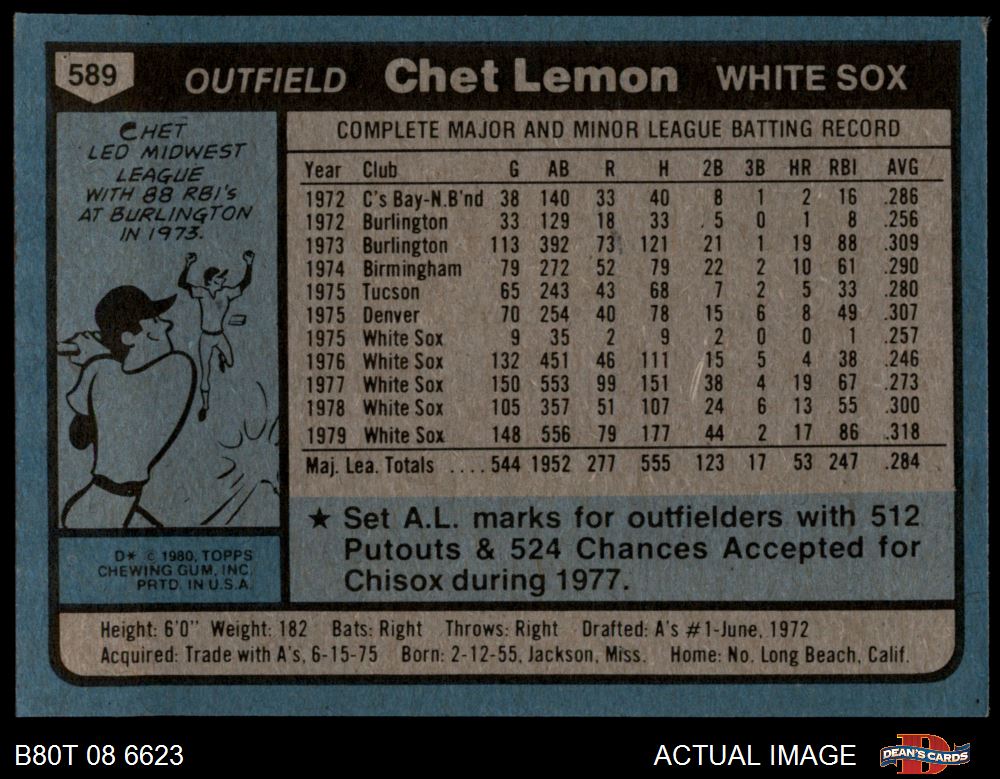 589 OUTFIELD Chet Lemon WHITE SOX
CHET
LED MIDWEST
LEAGUE
WITH 88 RBI's
AT BURLINGTON
IN 1973.
COMPLETE MAJOR AND MINOR LEAGUE BATTING RECORD
Year Club G AB R H 2B 3B HR RBI AVG
1972 C's Bay-N.B'nd 38 140 33 40 8 1 2 16 .286
1972 Burlington 33 129 18 33 5 0 1 8 .256
1973 Burlington 113 392 73 121 21 1 19 88 .309
1974 Birmingham 79 272 52 79 22 2 10 61 .290
1975 Tucson 65 243 43 68 7 2 5 33 .280
1975 Denver 70 254 40 78 15 6 8 49 .307
1975 White Sox 9 35 2 9 2 0 0 1 .257
1976 White Sox 132 451 46 111 15 5 4 38 .246
1977 White Sox 150 553 99 151 38 4 19 67 .273
1978 White Sox 105 357 51 107 24 6 13 55 .300
1979 White Sox 148 556 79 177 44 2 17 86 .318
Maj. Lea. Totals .... 544 1952 277 555 123 17 53 247 .284
★ Set A.L. marks for outfielders with 512
Putouts & 524 Chances Accepted for
Chisox during 1977.
D* © 1980, TOPPS
CHEWING GUM, INC.
PRTD. IN U.S.A.
Height: 6'0" Weight: 182 Bats: Right Throws: Right Drafted: A's #1-June, 1972
Acquired: Trade with A's, 6-15-75 Born: 2-12-55, Jackson, Miss. Home: No. Long Beach, Calif.
B80T 08 6623 ACTUAL IMAGE DEAN'S CARDS